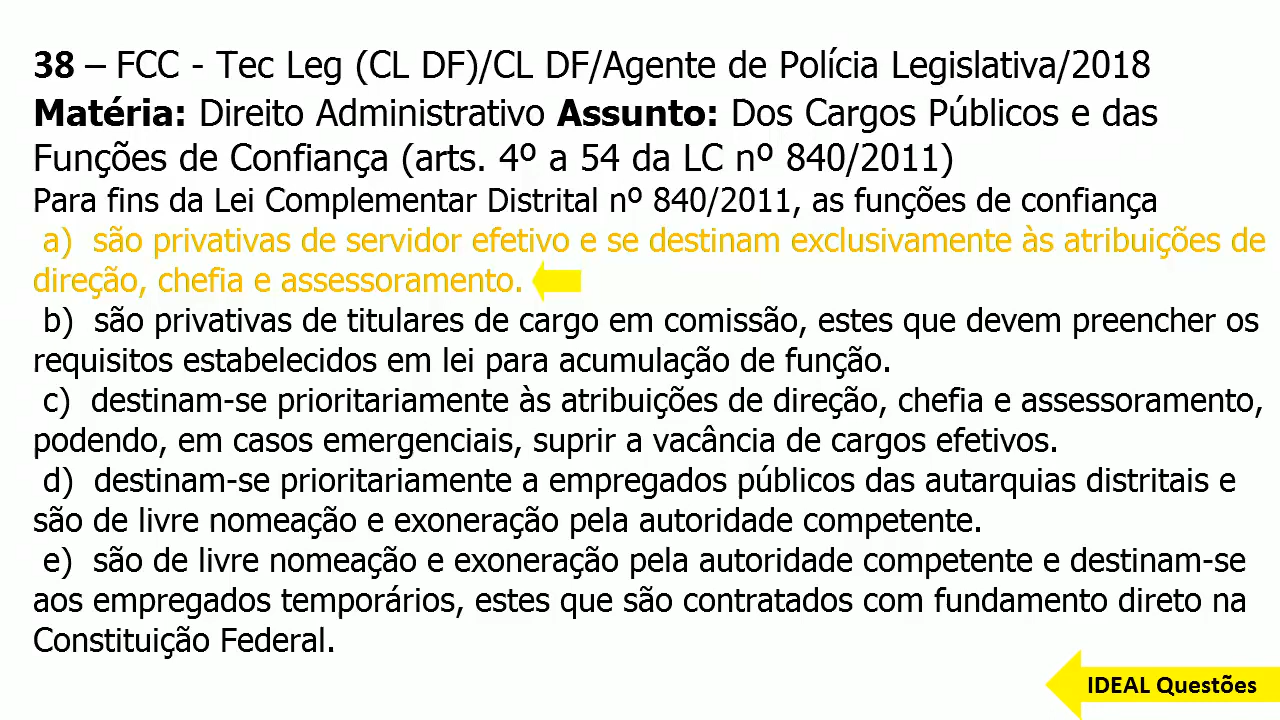 38 – FCC - Tec Leg (CL DF)/CL DF/Agente de Polícia Legislativa/2018
Matéria: Direito Administrativo Assunto: Dos Cargos Públicos e das
Funções de Confiança (arts. 4º a 54 da LC nº 840/2011)
Para fins da Lei Complementar Distrital nº 840/2011, as funções de confiança
a) são privativas de servidor efetivo e se destinam exclusivamente às atribuições de
direção, chefia e assessoramento.
b) são privativas de titulares de cargo em comissão, estes que devem preencher os
requisitos estabelecidos em lei para acumulação de função.
c) destinam-se prioritariamente às atribuições de direção, chefia e assessoramento,
podendo, em casos emergenciais, suprir a vacância de cargos efetivos.
d) destinam-se prioritariamente a empregados públicos das autarquias distritais e
são de livre nomeação e exoneração pela autoridade competente.
e) são de livre nomeação e exoneração pela autoridade competente e destinam-se
aos empregados temporários, estes que são contratados com fundamento direto na
Constituição Federal.
IDEAL Questões